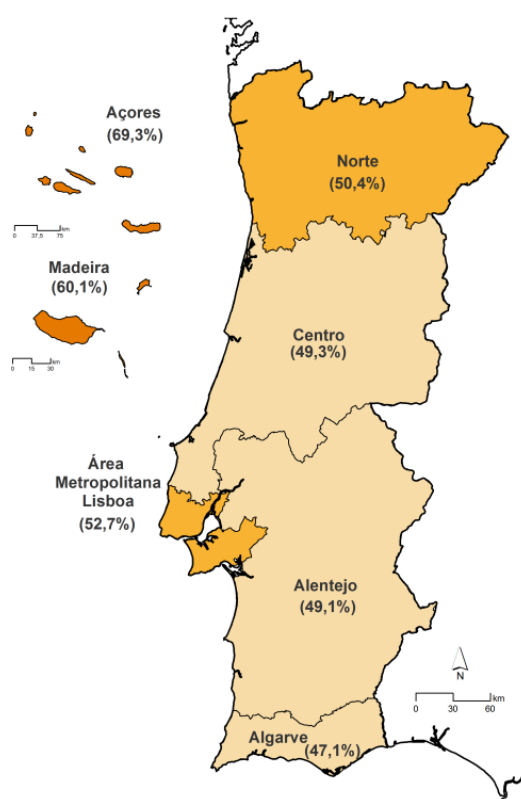 Açores
(69,3%)
Norte
(50,4%)
0 37,5 75
km
Madeira
(60,1%)
Centro
(49,3%)
km
0 15 30
Área
Metropolitana
Lisboa
(52,7%)
Alentejo
(49,1%)
N
km
0 30 60
Algarve (47,1%)